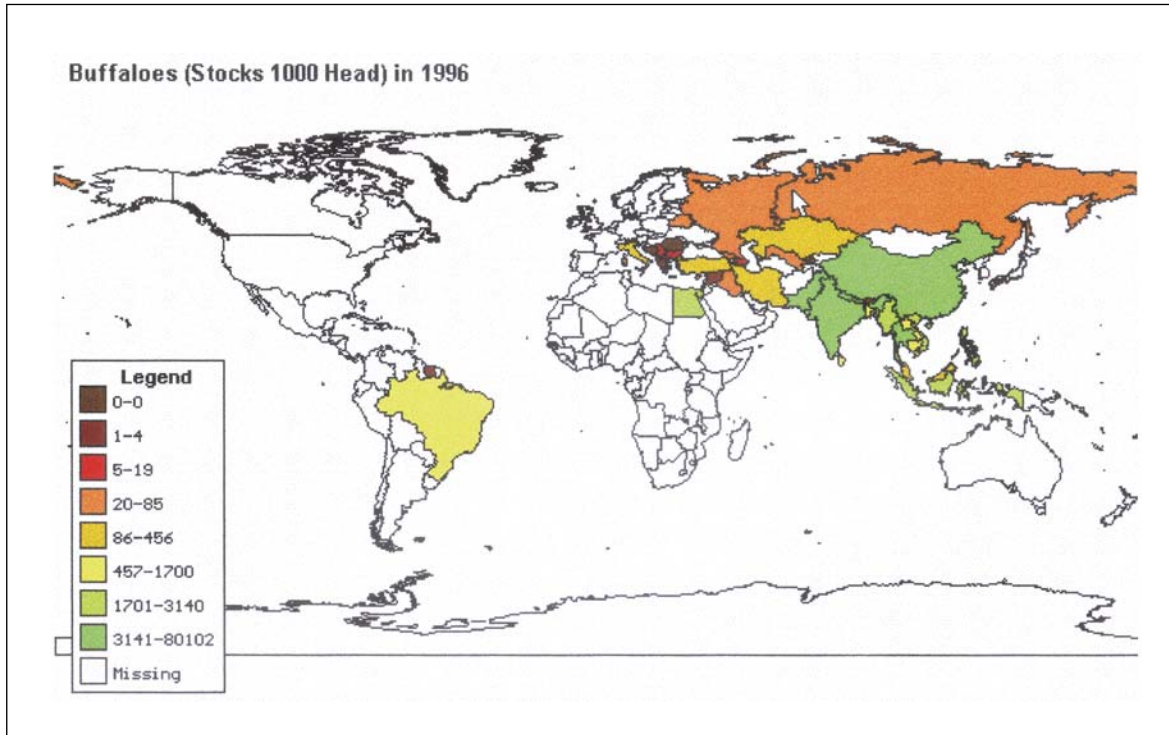 Buffaloes (Stocks 1000 Head) in 1996
Legend
0-0
1-4
5-19
20-85
86-456
457-1700
1701-3140
3141-80102
Missing